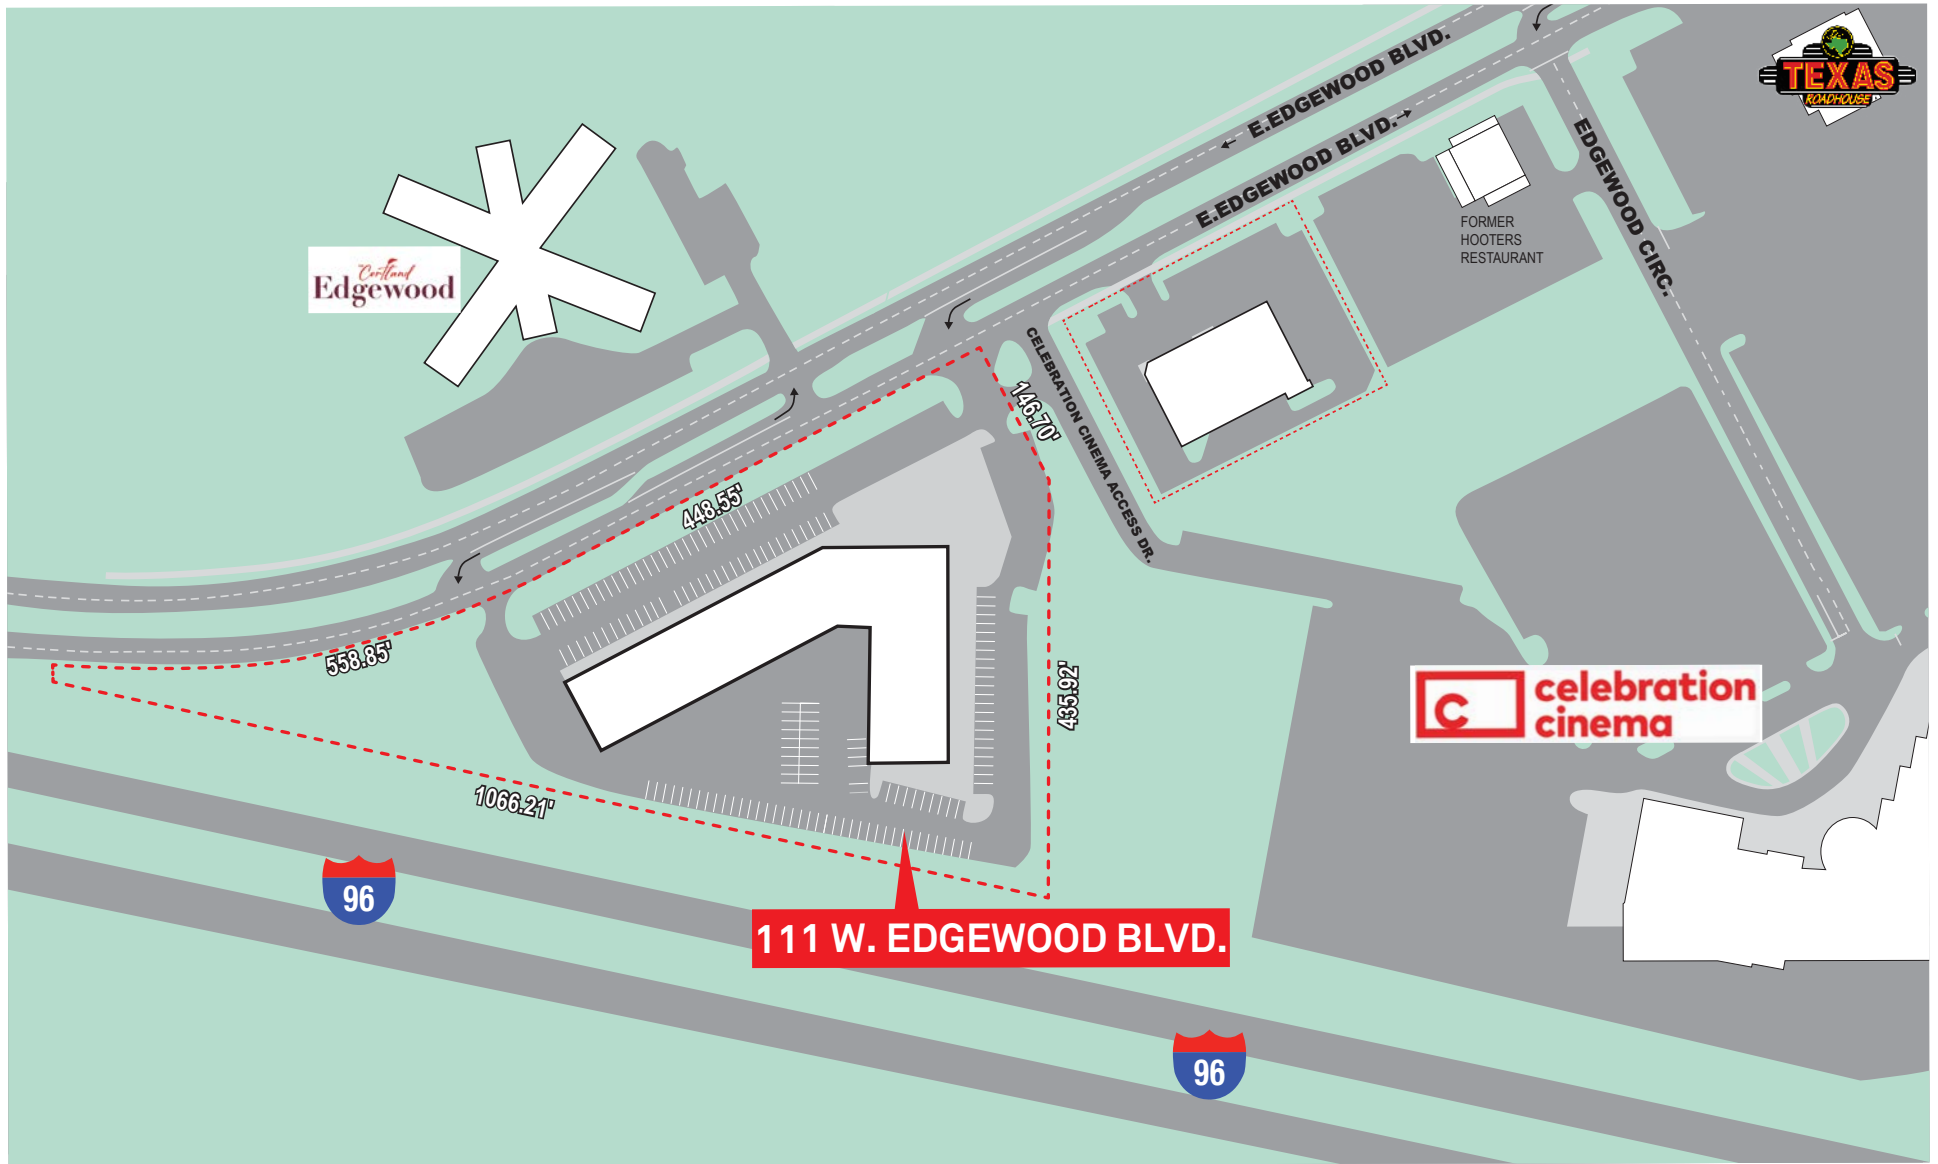 E.EDGEWOOD BLVD.
E.EDGEWOOD BLVD.
TEXAS
ROADHOUSE
EDGEWOOD CIRC.
FORMER
HOOTERS
RESTAURANT
Cortland
Edgewood
CELEBRATION CINEMA ACCESS DR.
146.70'
448.55'
558.85'
435.92'
1066.21'
c
celebration
cinema
96
111 W. EDGEWOOD BLVD.
96